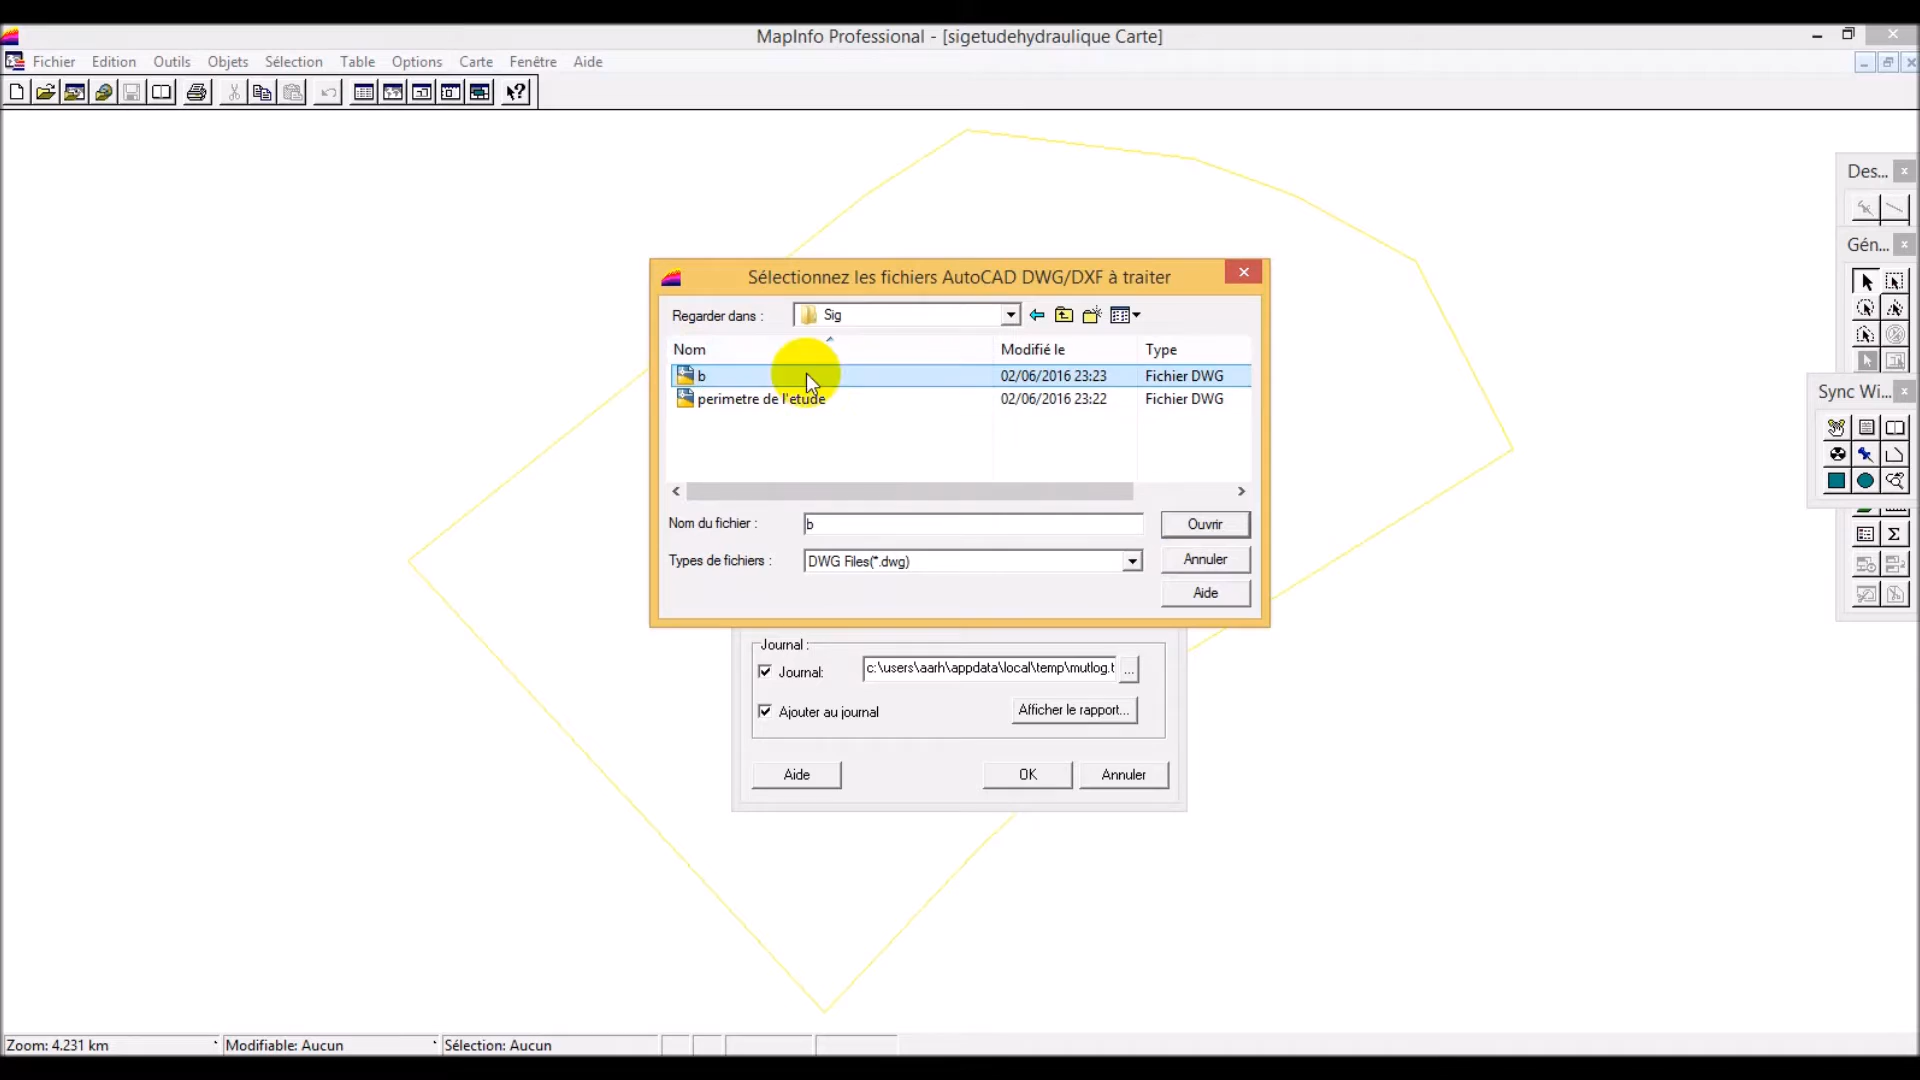 MapInfo Professional - [sigetudehydraulique Carte]
Fichier Edition Outils Objets Sélection Table Options Carte Fenêtre Aide
Des...
Gén...
Sync Wi...
Sélectionnez les fichiers AutoCAD DWG/DXF à traiter
Regarder dans : Sig
Nom Modifié le Type
b 02/06/2016 23:23 Fichier DWG
perimetre de l'etude 02/06/2016 23:22 Fichier DWG
Nom du fichier : b Ouvrir
Types de fichiers : DWG Files(*.dwg) Annuler
Aide
Journal :
Journal: c:\users\aarh\appdata\local\temp\mutlog.t ...
Ajouter au journal Afficher le rapport...
Aide OK Annuler
Zoom: 4.231 km Modifiable: Aucun Sélection: Aucun